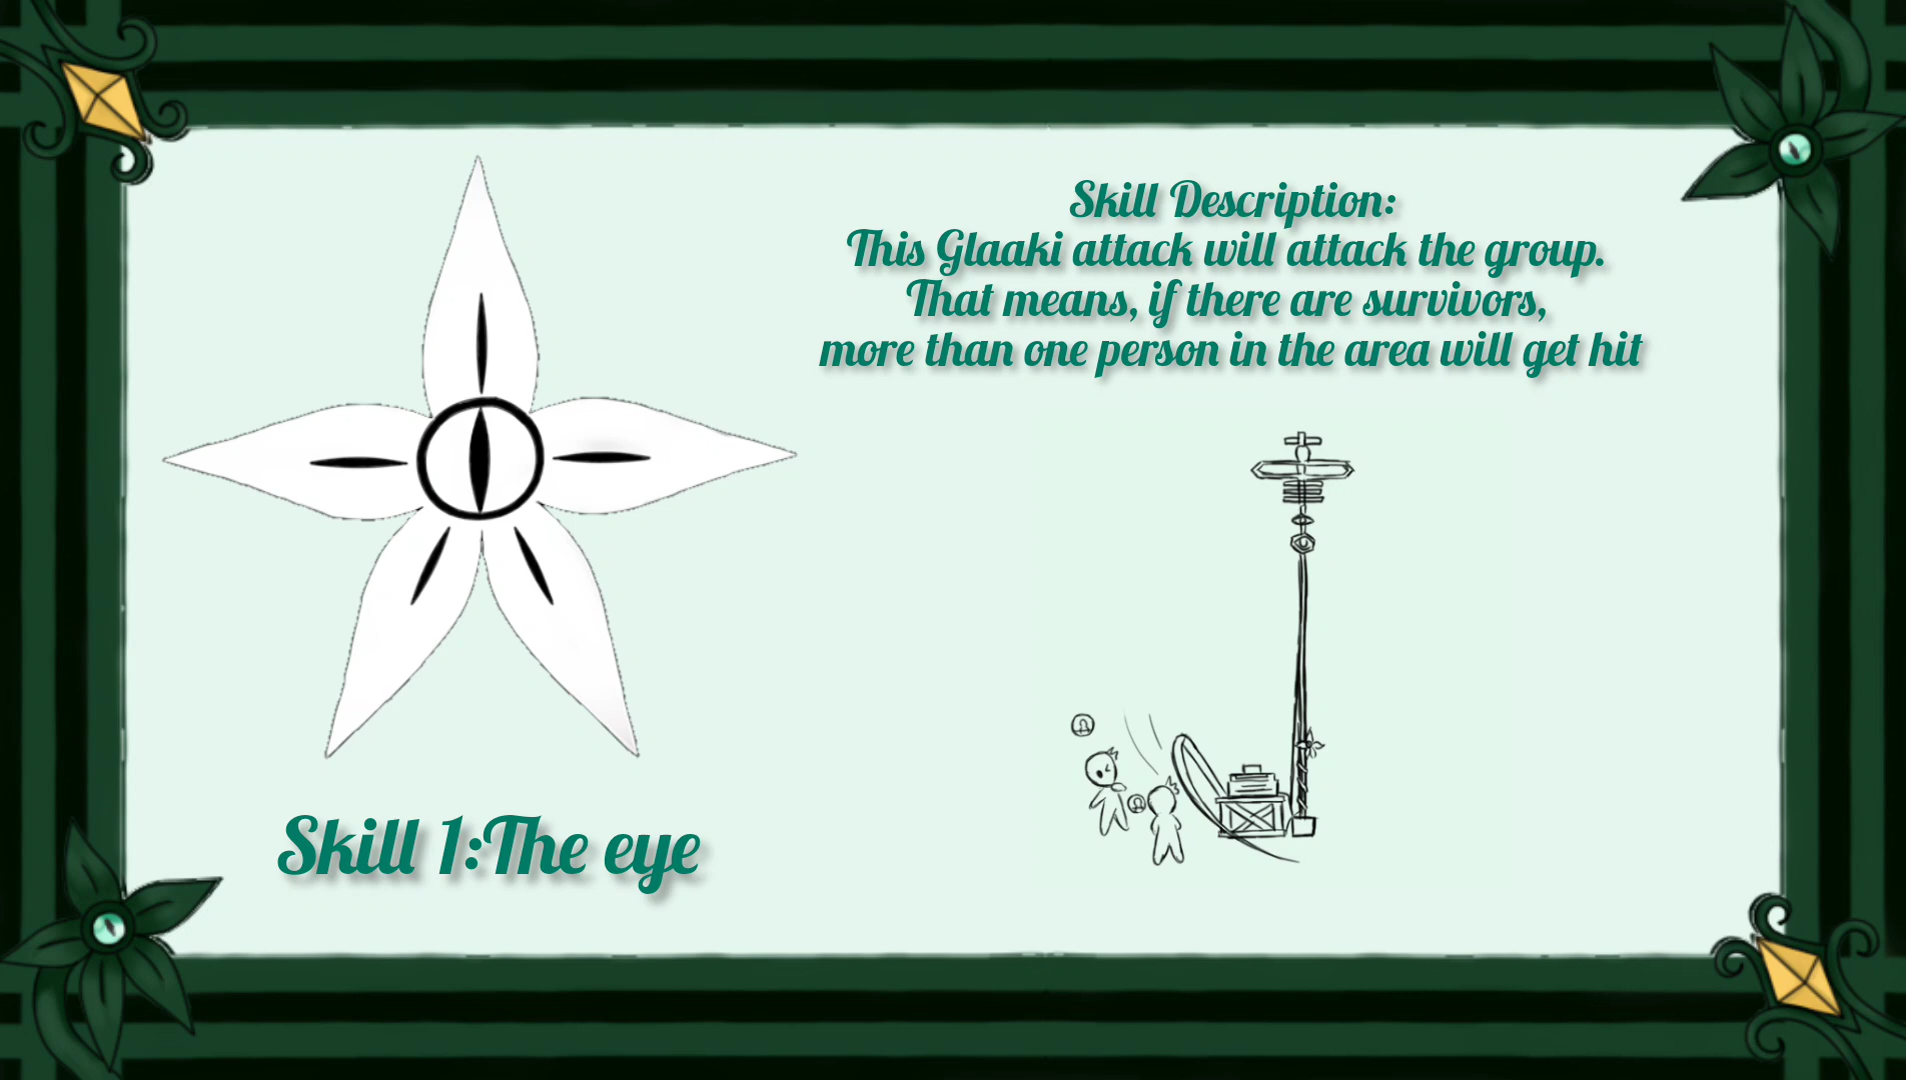 Skill Description:
This Glaaki attack will attack the group.
That means, if there are survivors,
more than one person in the area will get hit
Skill 1:The eye